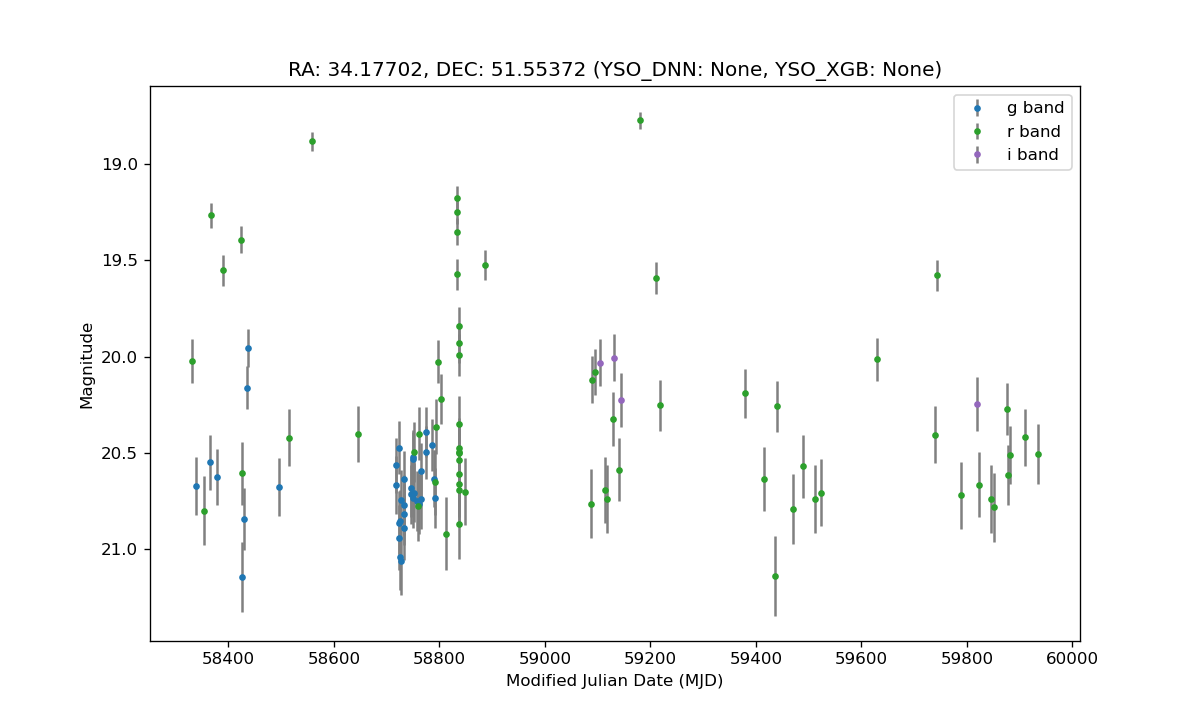 RA: 34.17702, DEC: 51.55372 (YSO_DNN: None, YSO_XGB: None)
g band
r band
i band
19.0
19.5
20.0
20.5
21.0
Magnitude
58400 58600 58800 59000 59200 59400 59600 59800 60000
Modified Julian Date (MJD)